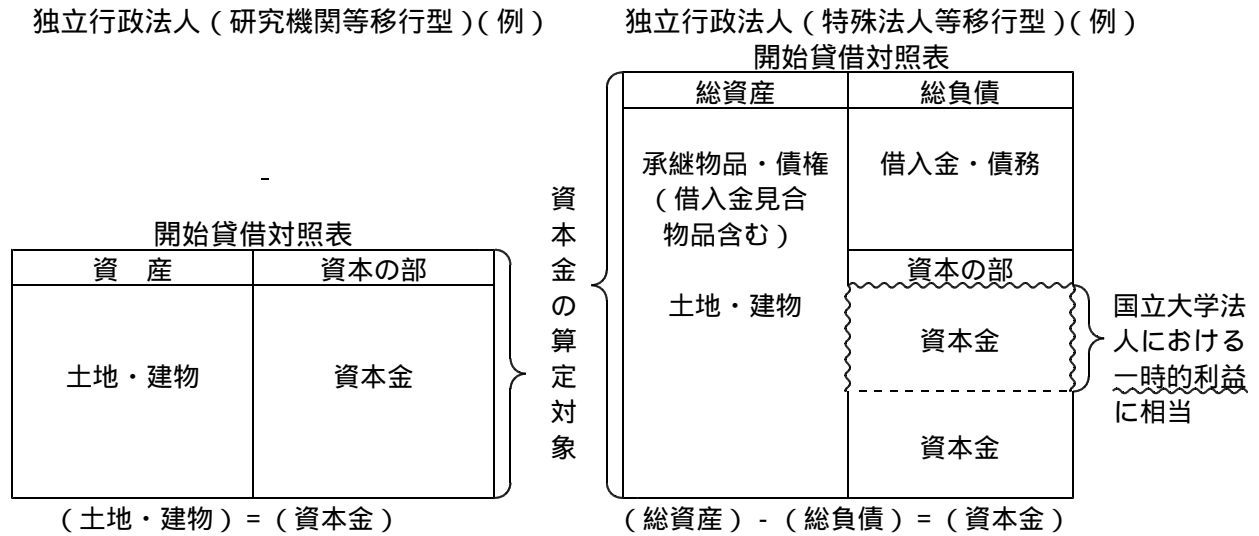 独立行政法人（研究機関等移行型）（例）
開始貸借対照表
資　産
資本の部
土地・建物
資本金
（土地・建物）=（資本金）
資本金の算定対象
独立行政法人（特殊法人等移行型）（例）
開始貸借対照表
総資産
総負債
承継物品・債権
（借入金見合
物品含む）
土地・建物
借入金・債務
資本の部
資本金
資本金
（総資産）-（総負債）=（資本金）
国立大学法
人における
一時的利益
に相当